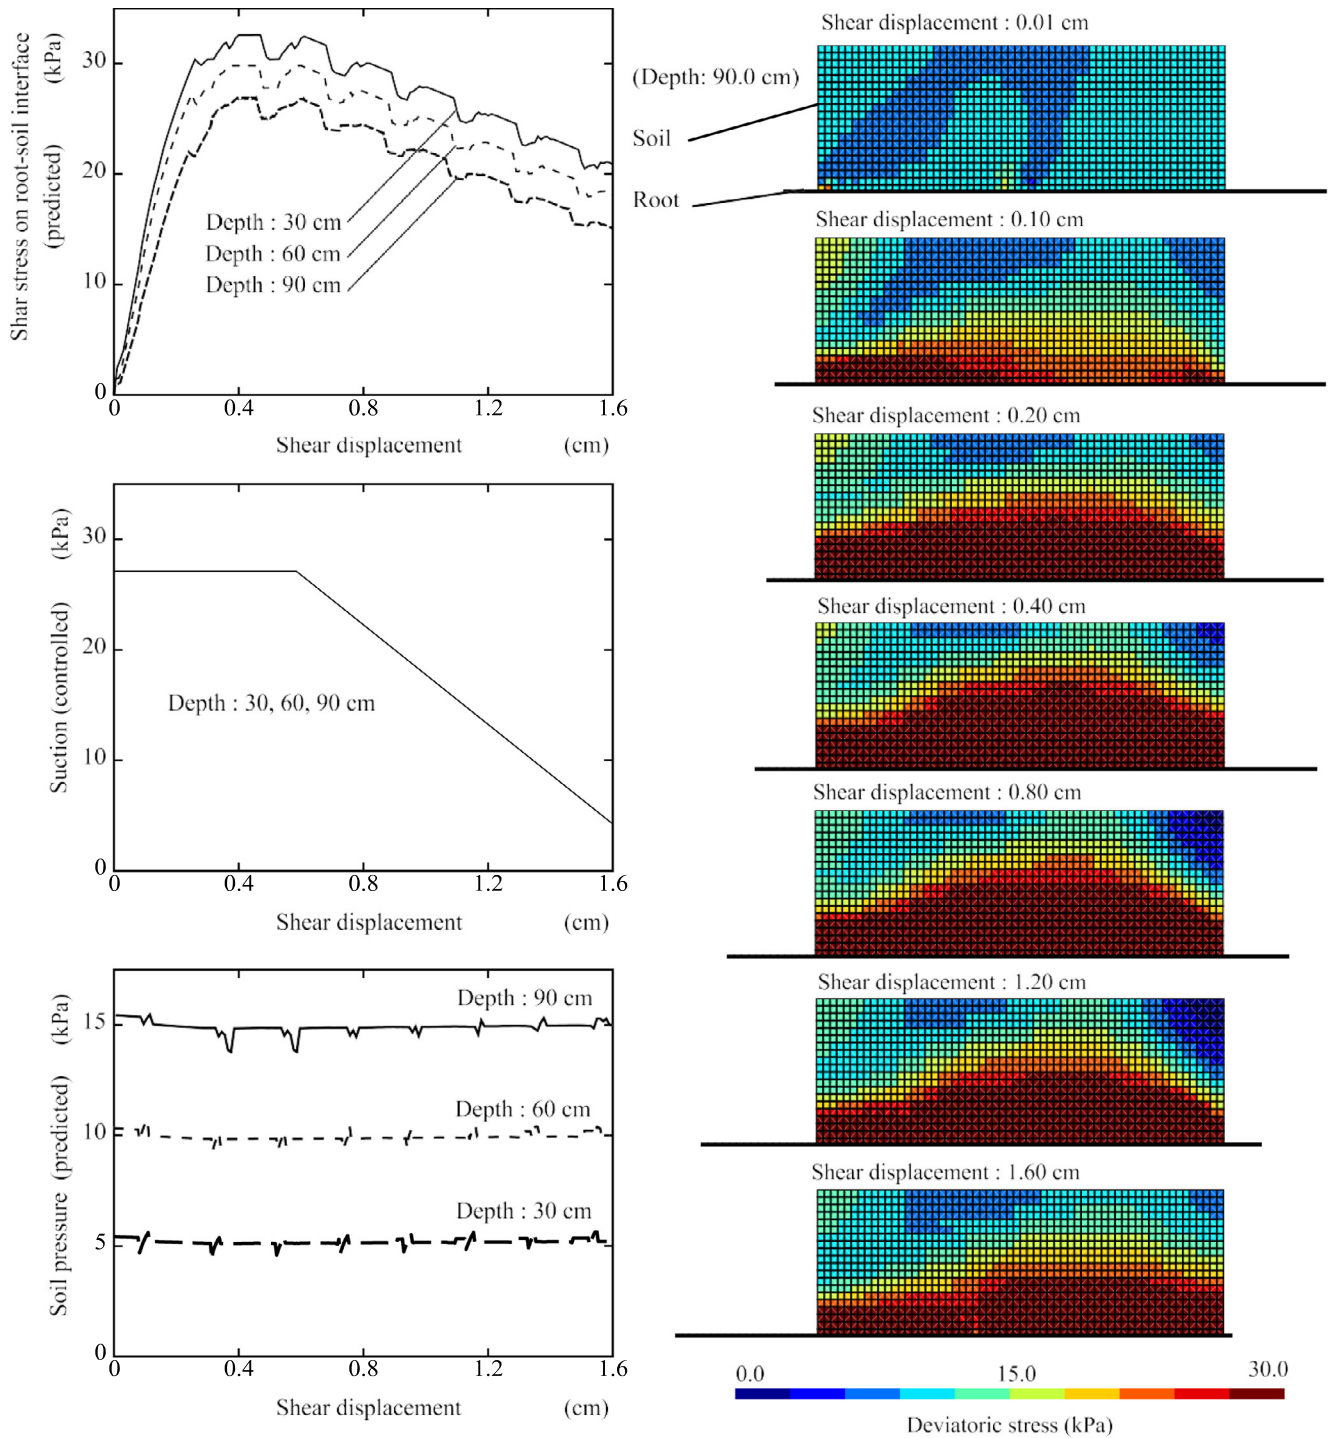 Shar stress on root-soil interface
(predicted) (kPa)
30
20
10
0
0 0.4 0.8 1.2 1.6
Shear displacement (cm)
Depth : 30 cm
Depth : 60 cm
Depth : 90 cm
Suction (controlled) (kPa)
30
20
10
0
0 0.4 0.8 1.2 1.6
Shear displacement (cm)
Depth : 30, 60, 90 cm
Soil pressure (predicted) (kPa)
15
10
5
0
0 0.4 0.8 1.2 1.6
Shear displacement (cm)
Depth : 90 cm
Depth : 60 cm
Depth : 30 cm
Shear displacement : 0.01 cm
(Depth: 90.0 cm)
Soil
Root
Shear displacement : 0.10 cm
Shear displacement : 0.20 cm
Shear displacement : 0.40 cm
Shear displacement : 0.80 cm
Shear displacement : 1.20 cm
Shear displacement : 1.60 cm
0.0 15.0 30.0
Deviatoric stress (kPa)